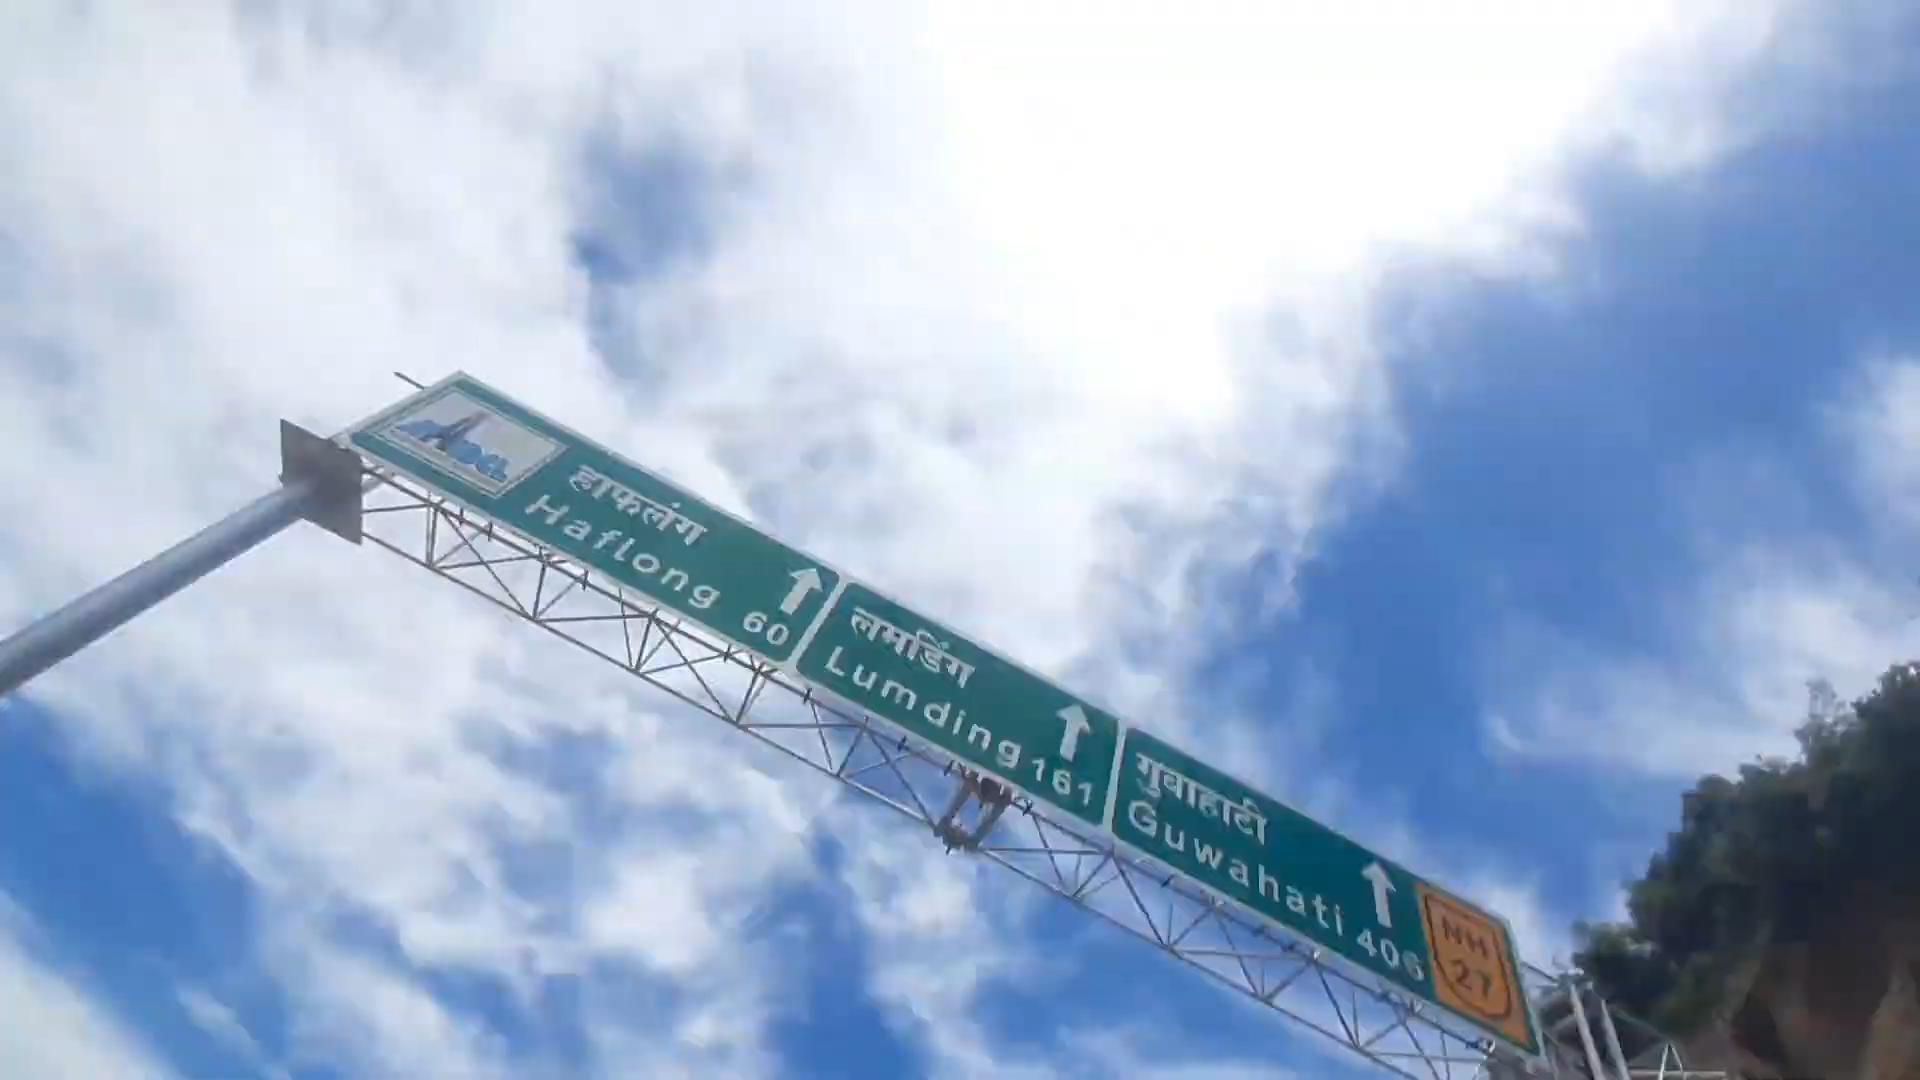 हाफलंग
Haflong 60
लमडिंग
Lumding 161
गुवाहाटी
Guwahati 406
NH
27